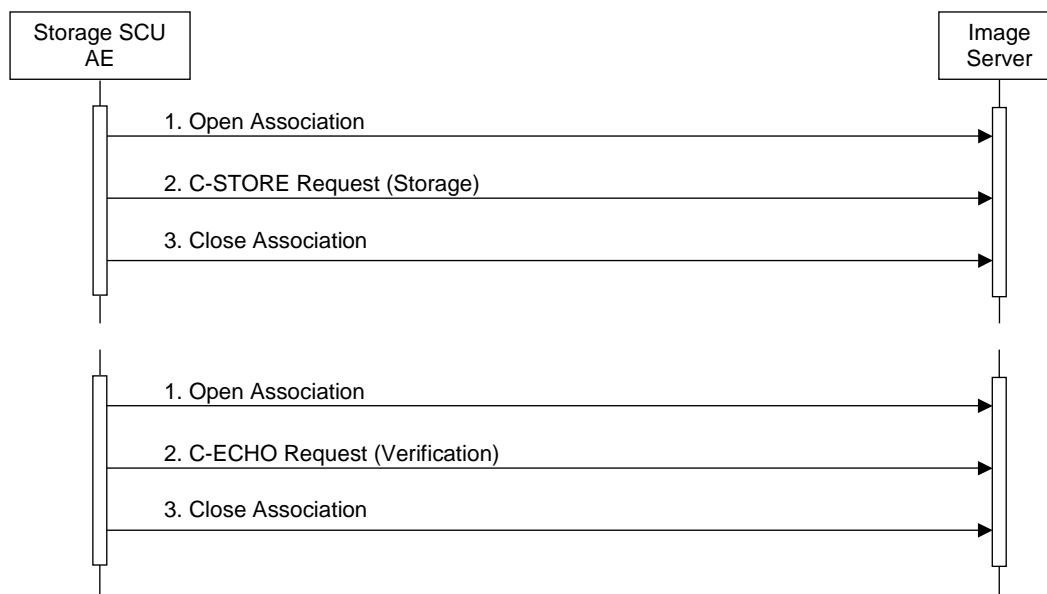 Storage SCU
AE
Image
Server
1. Open Association
2. C-STORE Request (Storage)
3. Close Association
1. Open Association
2. C-ECHO Request (Verification)
3. Close Association